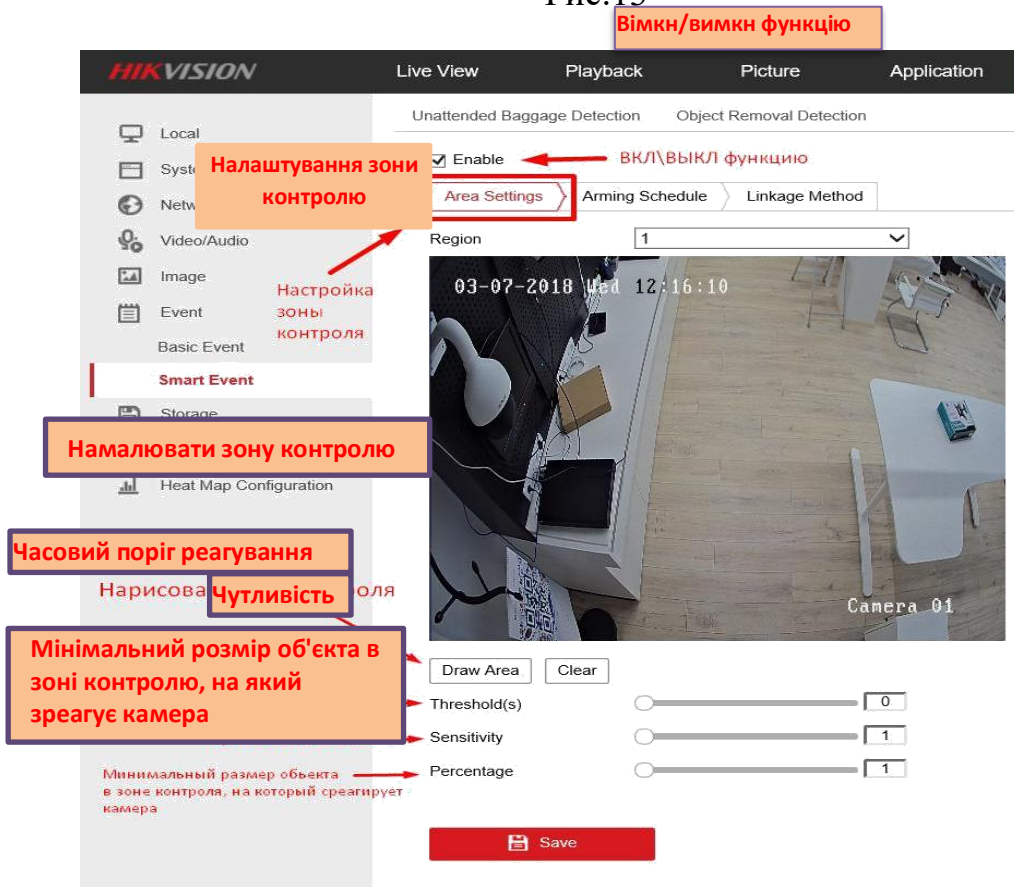 Рис.13
Вімкн/вимкн функцію
HIKVISION
Live View Playback Picture Application
Unattended Baggage Detection Object Removal Detection
Local
Налаштування зони
контролю
Enable
ВКЛ\ВЫКЛ функцию
Area Settings Arming Schedule Linkage Method
Region 1
Video/Audio
Image
Настройка
зоны
контроля
Event
Basic Event
Smart Event
Storage
03-07-2018 Wed 12:16:10
Camera 01
Намалювати зону контролю
Heat Map Configuration
Часовий поріг реагування
Чутливість
Мінімальний розмір об'єкта в
зоні контролю, на який
зреагує камера
Draw Area Clear
Threshold(s) 0
Sensitivity 1
Percentage 1
Минимальный размер обьекта
в зоне контроля, на который среагирует
камера
Save